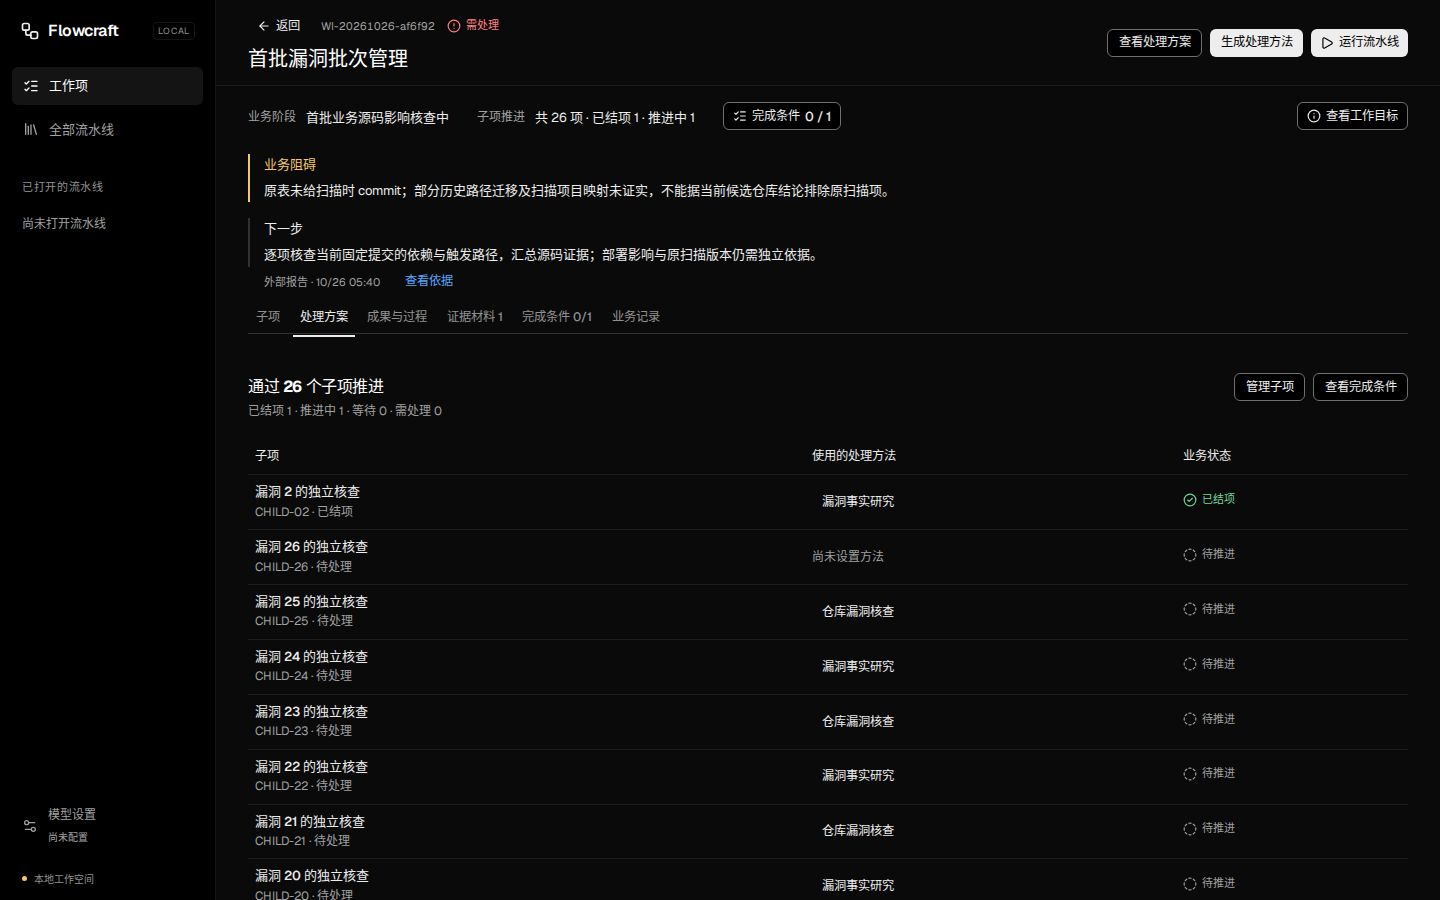 Flowcraft
LOCAL
工作项
全部流水线
已打开的流水线
尚未打开流水线
模型设置
尚未配置
本地工作空间
返回
WI-20261026-af6f92
需处理
首批漏洞批次管理
查看处理方案
生成处理方法
运行流水线
业务阶段 首批业务源码影响核查中
子项推进 共 26 项 · 已结项 1 · 推进中 1
完成条件 0 / 1
查看工作目标
业务阻碍
原表未给扫描时 commit；部分历史路径迁移及扫描项目映射未证实，不能据当前候选仓库结论排除原扫描项。
下一步
逐项核查当前固定提交的依赖与触发路径，汇总源码证据；部署影响与原扫描版本仍需独立依据。
外部报告 · 10/26 05:40 查看依据
子项 处理方案 成果与过程 证据材料 1 完成条件 0/1 业务记录
通过 26 个子项推进
已结项 1 · 推进中 1 · 等待 0 · 需处理 0
管理子项
查看完成条件
子项 使用的处理方法 业务状态
漏洞 2 的独立核查
CHILD-02 · 已结项
漏洞事实研究
已结项
漏洞 26 的独立核查
CHILD-26 · 待处理
尚未设置方法
待推进
漏洞 25 的独立核查
CHILD-25 · 待处理
仓库漏洞核查
待推进
漏洞 24 的独立核查
CHILD-24 · 待处理
漏洞事实研究
待推进
漏洞 23 的独立核查
CHILD-23 · 待处理
仓库漏洞核查
待推进
漏洞 22 的独立核查
CHILD-22 · 待处理
漏洞事实研究
待推进
漏洞 21 的独立核查
CHILD-21 · 待处理
仓库漏洞核查
待推进
漏洞 20 的独立核查
CHILD-20 · 待处理
漏洞事实研究
待推进